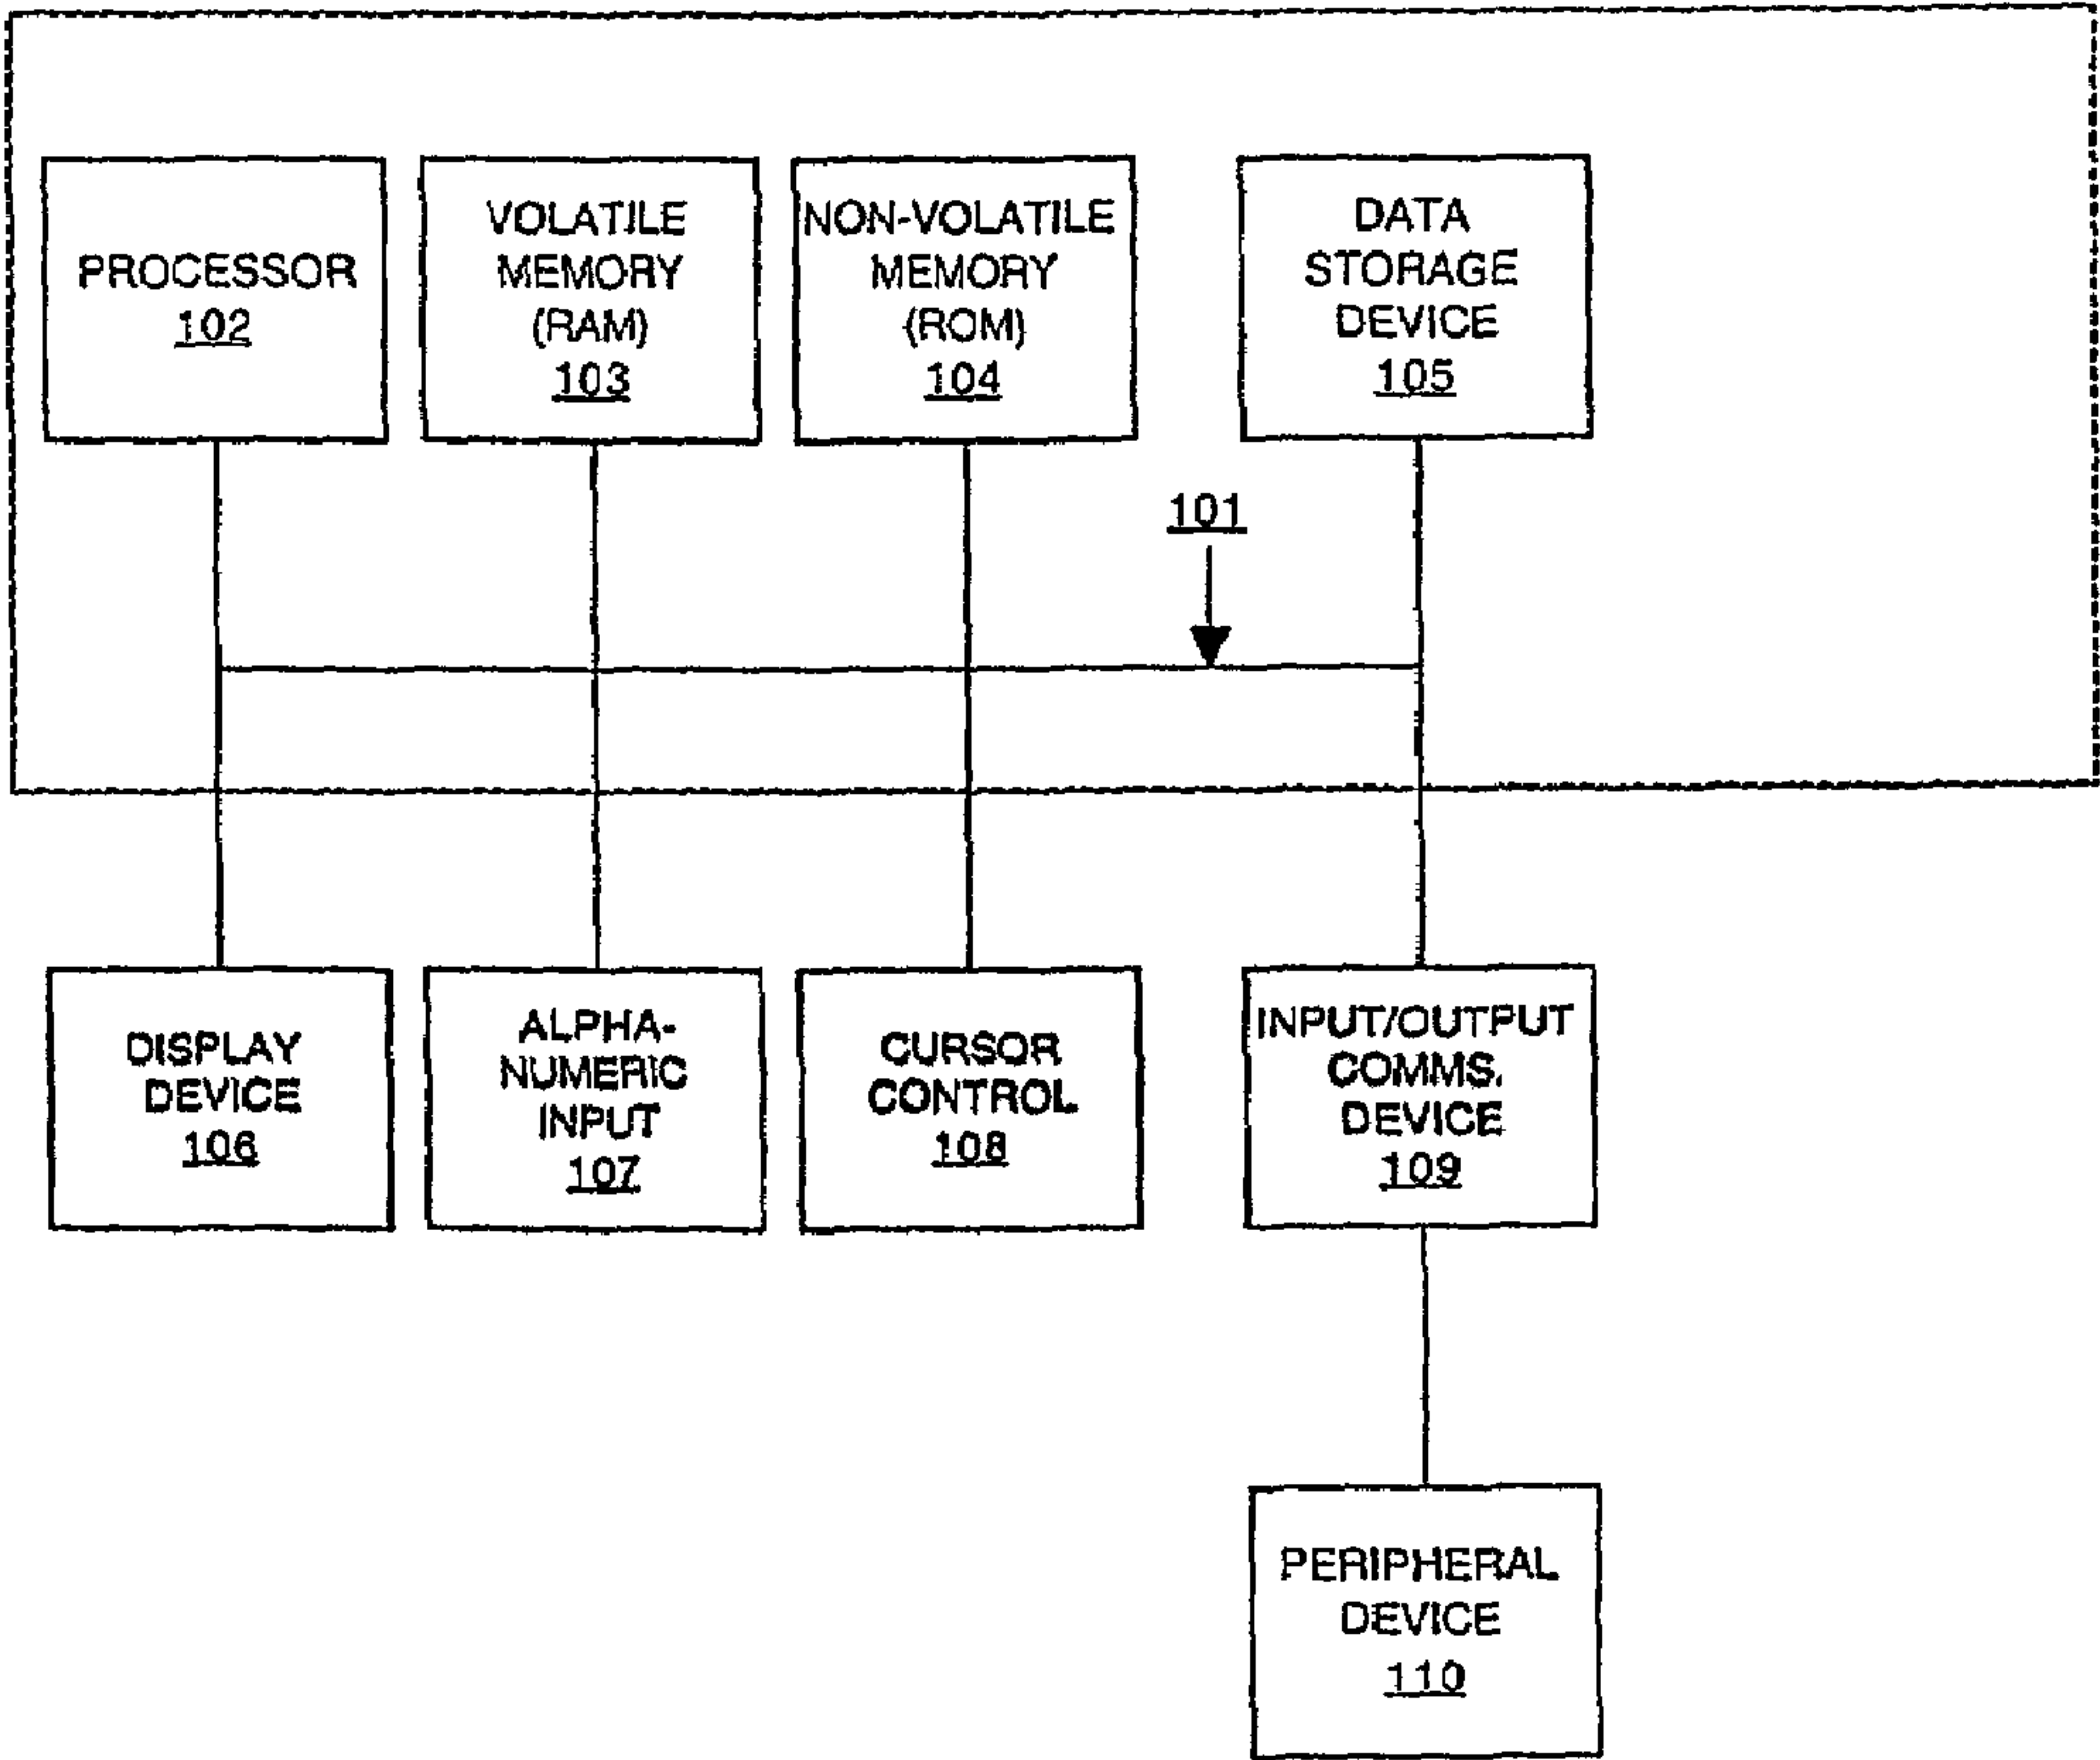 PROCESSOR
102
VOLATILE
MEMORY
(RAM)
103
NON-VOLATILE
MEMORY
(ROM)
104
DATA
STORAGE
DEVICE
105
101
DISPLAY
DEVICE
106
ALPHA-
NUMERIC
INPUT
107
CURSOR
CONTROL
108
INPUT/OUTPUT
COMMS.
DEVICE
109
PERIPHERAL
DEVICE
110